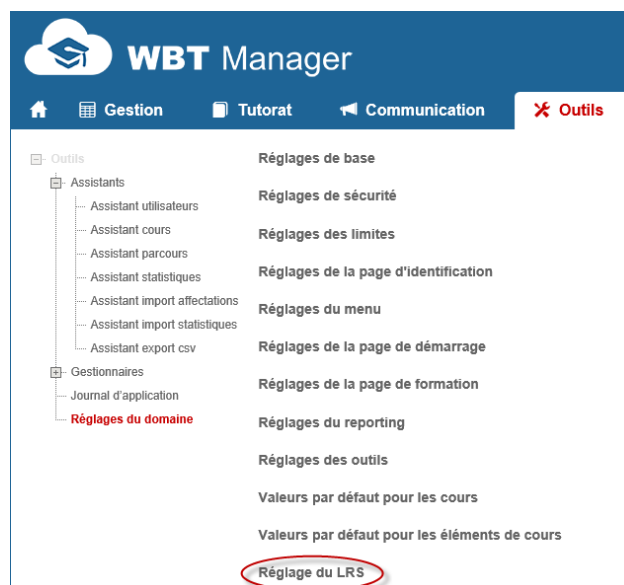 WBT Manager
Gestion
Tutorat
Communication
Outils
Outils
Assistants
Assistant utilisateurs
Assistant cours
Assistant parcours
Assistant statistiques
Assistant import affectations
Assistant import statistiques
Assistant export csv
Gestionnaires
Journal d'application
Réglages du domaine
Réglages de base
Réglages de sécurité
Réglages des limites
Réglages de la page d'identification
Réglages du menu
Réglages de la page de démarrage
Réglages de la page de formation
Réglages du reporting
Réglages des outils
Valeurs par défaut pour les cours
Valeurs par défaut pour les éléments de cours
Réglage du LRS